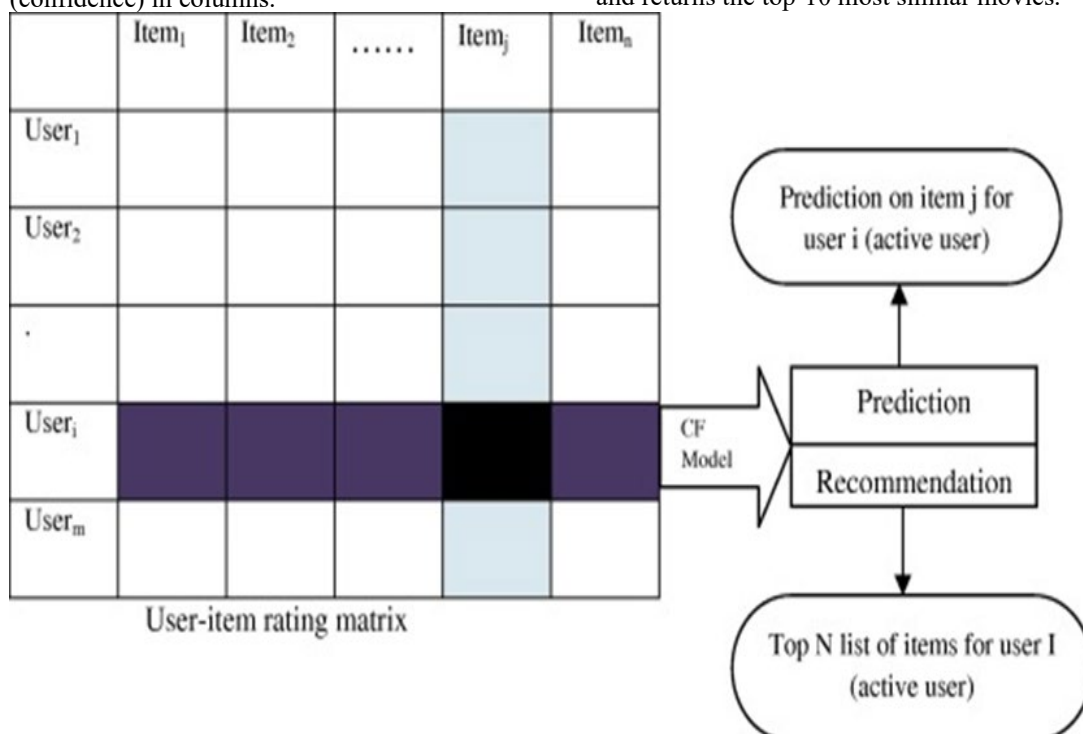 (confidence) in columns.
and returns the top 10 most similar movies.
Item₁ Item₂ ...... Itemⱼ Itemₙ
User₁
User₂
.
Userᵢ
Userₘ
User-item rating matrix
CF
Model
Prediction on item j for
user i (active user)
Prediction
Recommendation
Top N list of items for user I
(active user)